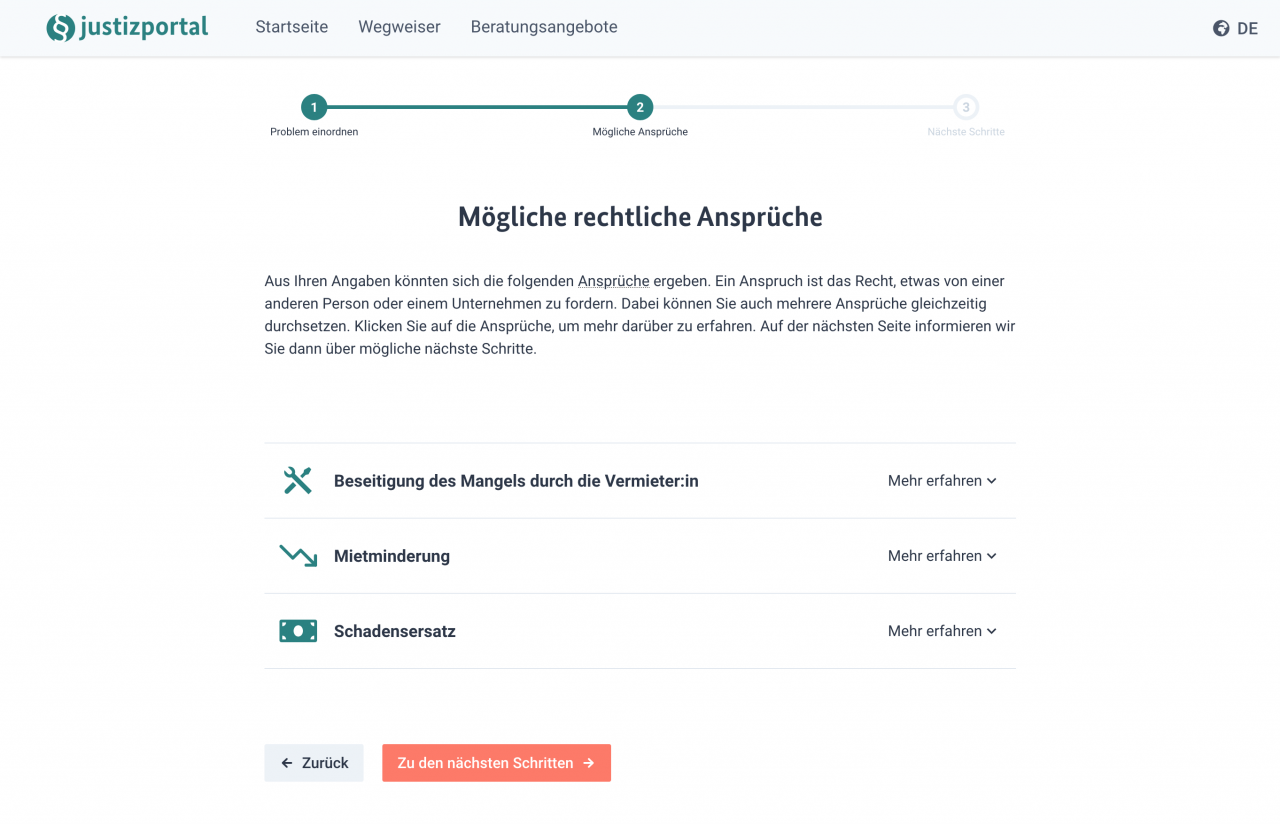 justizportal
Startseite
Wegweiser
Beratungsangebote
DE
1
2
3
Problem einordnen
Mögliche Ansprüche
Nächste Schritte
Mögliche rechtliche Ansprüche
Aus Ihren Angaben könnten sich die folgenden Ansprüche ergeben. Ein Anspruch ist das Recht, etwas von einer
anderen Person oder einem Unternehmen zu fordern. Dabei können Sie auch mehrere Ansprüche gleichzeitig
durchsetzen. Klicken Sie auf die Ansprüche, um mehr darüber zu erfahren. Auf der nächsten Seite informieren wir
Sie dann über mögliche nächste Schritte.
Beseitigung des Mangels durch die Vermieter:in
Mehr erfahren
Mietminderung
Mehr erfahren
Schadensersatz
Mehr erfahren
Zurück
Zu den nächsten Schritten